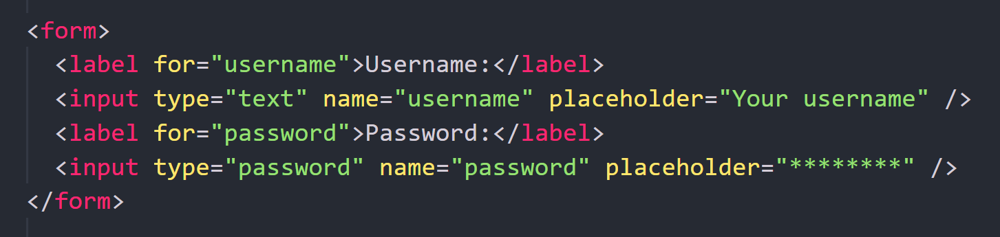 <form>
<label for="username">Username:</label>
<input type="text" name="username" placeholder="Your username" />
<label for="password">Password:</label>
<input type="password" name="password" placeholder="********" />
</form>